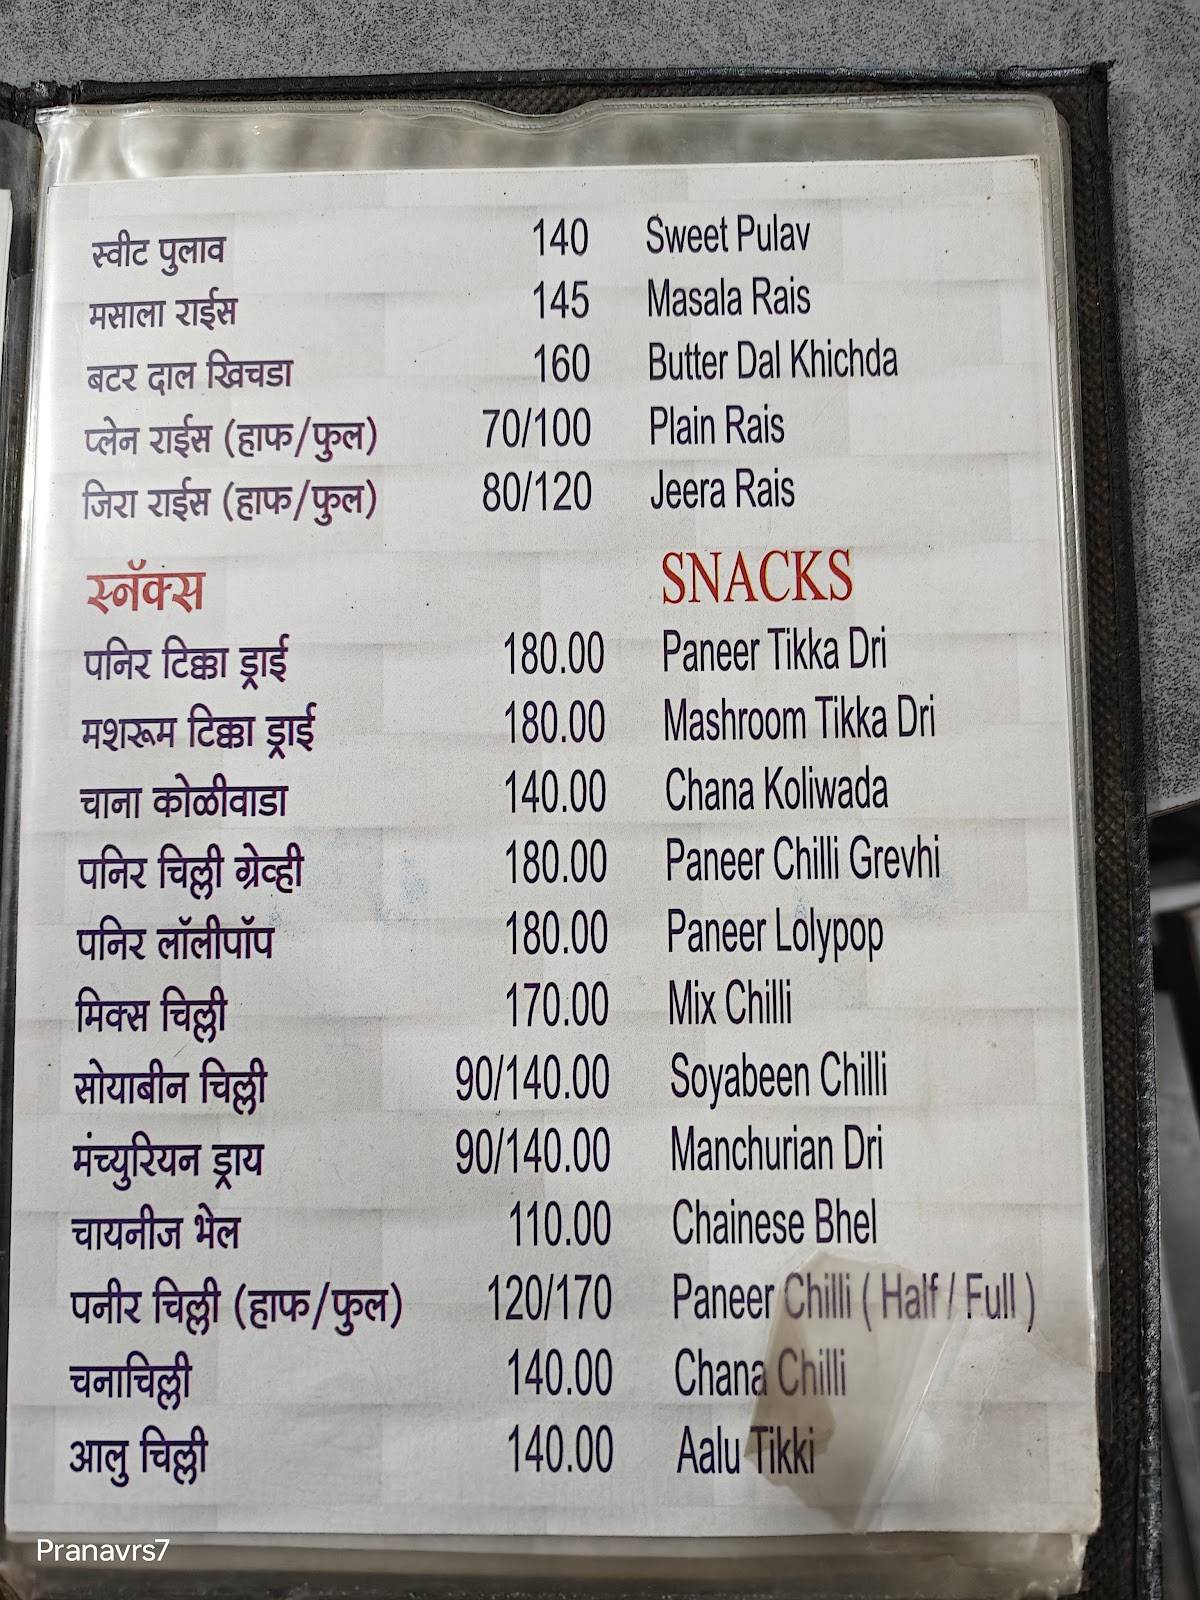 स्वीट पुलाव 140 Sweet Pulav
मसाला राईस 145 Masala Rais
बटर दाल खिचडा 160 Butter Dal Khichda
प्लेन राईस (हाफ/फुल) 70/100 Plain Rais
जिरा राईस (हाफ/फुल) 80/120 Jeera Rais
स्नॅक्स SNACKS
पनिर टिक्का ड्राई 180.00 Paneer Tikka Dri
मशरूम टिक्का ड्राई 180.00 Mashroom Tikka Dri
चाना कोळीवाडा 140.00 Chana Koliwada
पनिर चिल्ली ग्रेव्ही 180.00 Paneer Chilli Grevhi
पनिर लॉलीपॉप 180.00 Paneer Lolypop
मिक्स चिल्ली 170.00 Mix Chilli
सोयाबीन चिल्ली 90/140.00 Soyabeen Chilli
मंच्युरियन ड्राय 90/140.00 Manchurian Dri
चायनीज भेल 110.00 Chainese Bhel
पनीर चिल्ली (हाफ/फुल) 120/170 Paneer Chilli ( Half / Full )
चनाचिल्ली 140.00 Chana Chilli
आलु चिल्ली 140.00 Aalu Tikki
Pranavrs7